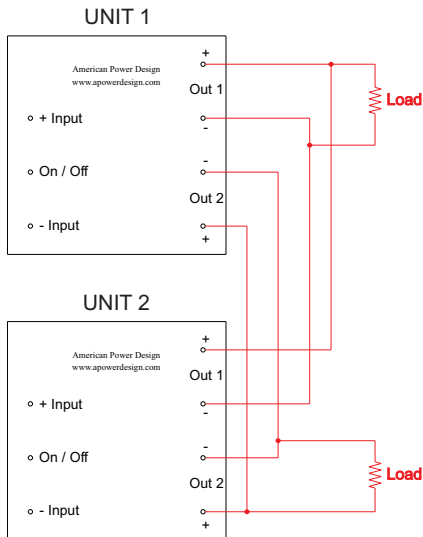 UNIT 1
+
American Power Design
www.apowerdesign.com
Out 1
Load
+ Input
-
-
On / Off
Out 2
- Input
+
UNIT 2
+
American Power Design
www.apowerdesign.com
Out 1
+ Input
-
-
On / Off
Load
Out 2
- Input
+